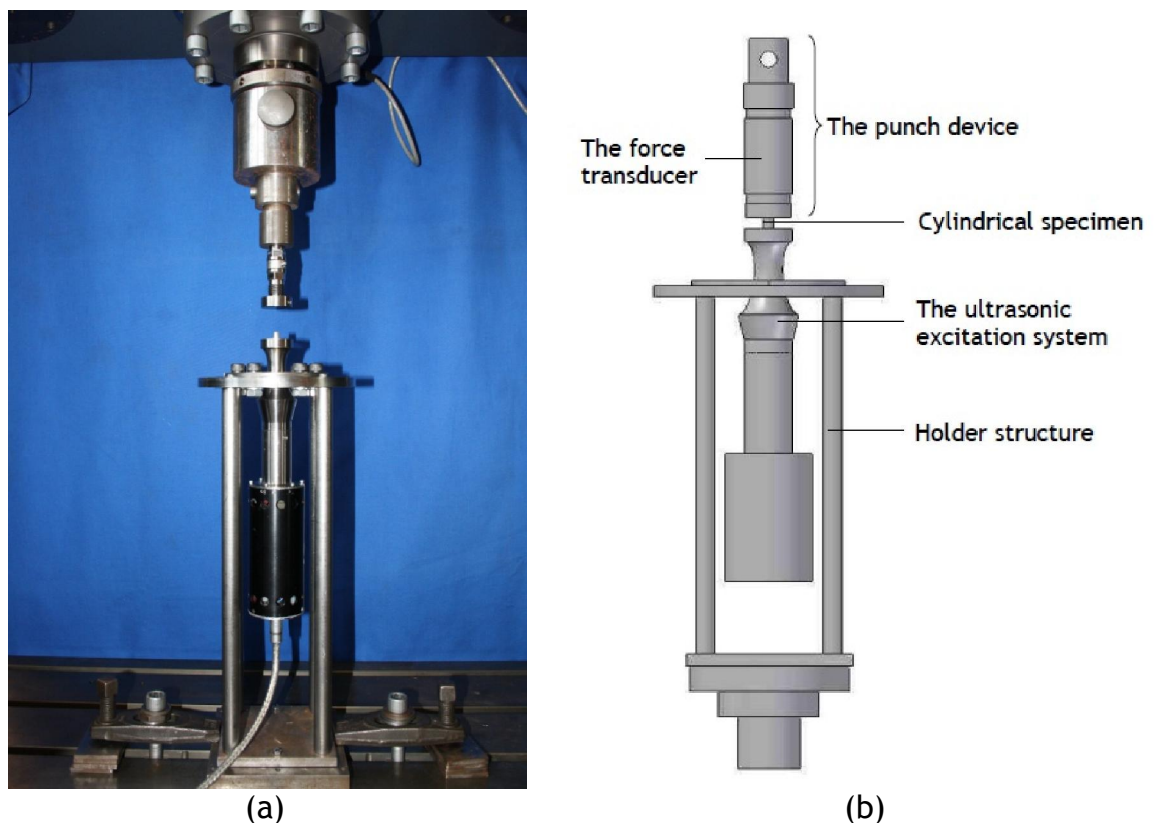 The punch device
The force
transducer
Cylindrical specimen
The ultrasonic
excitation system
Holder structure
(a)
(b)